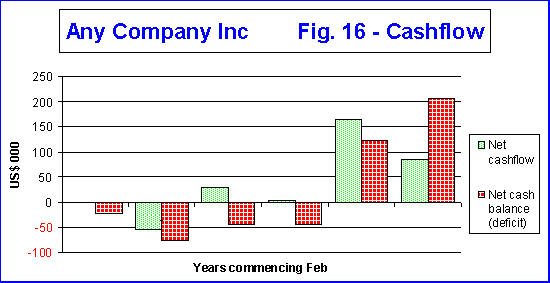 Any Company Inc Fig. 16 - Cashflow
250
200
150
100
50
0
-50
-100
US$ 000
Years commencing Feb
Net
cashflow
Net cash
balance
(deficit)